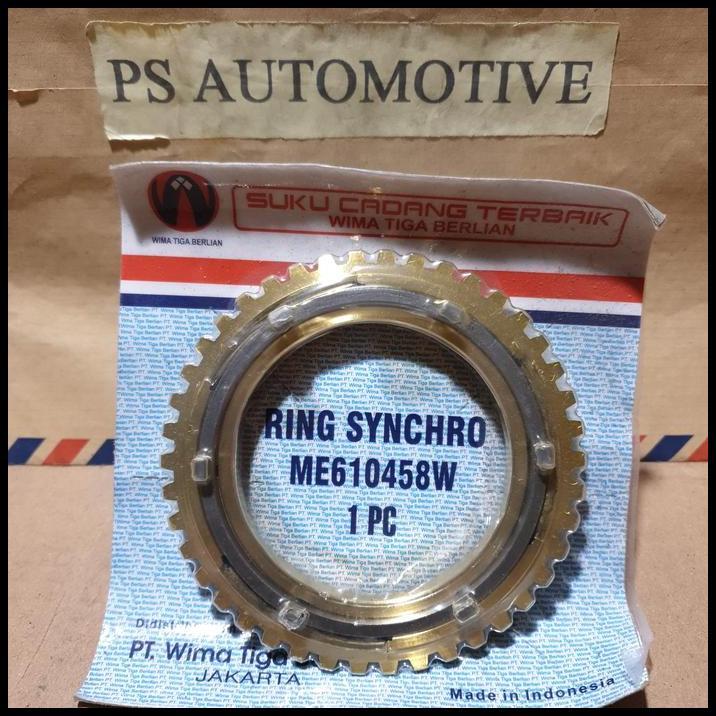 PS AUTOMOTIVE
SUKU CADANG TERBAIK
WIMA TIGA BERLIAN
WIMA TIGA BERLIAN
RING SYNCHRO
ME610458W
1 PC
PT. Wima Tiga
JAKARTA
Made in Indonesia